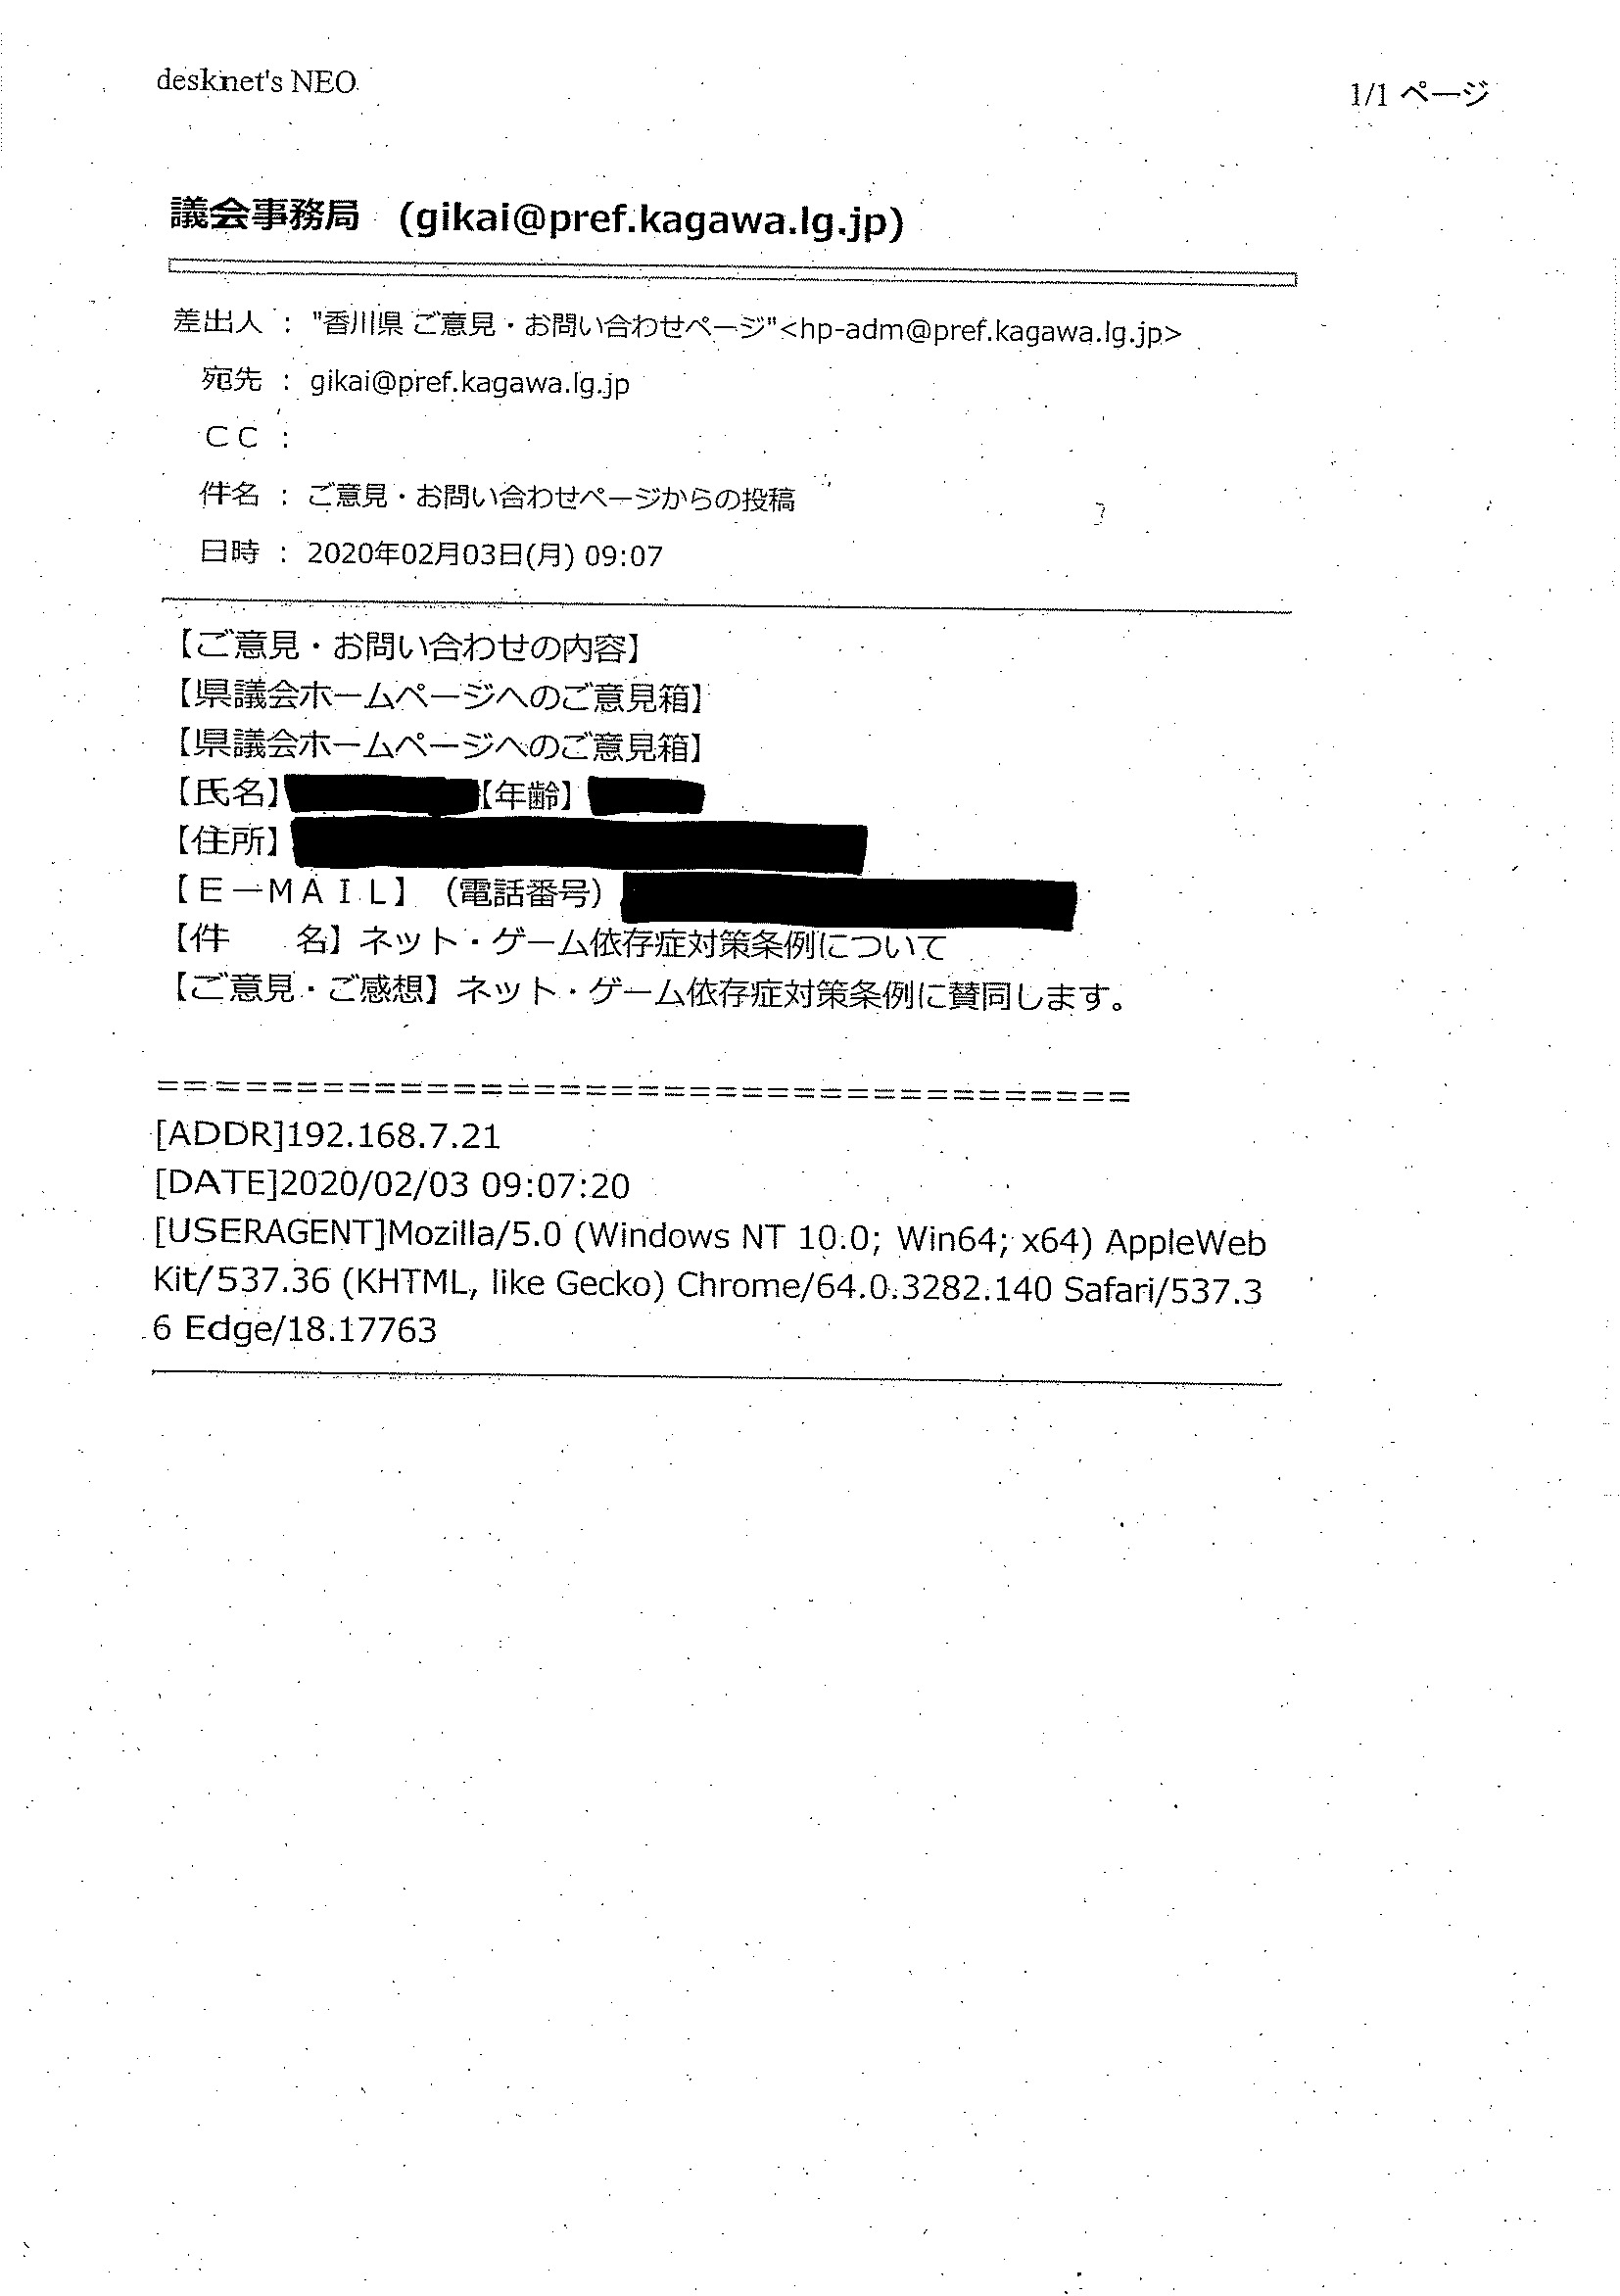 desknet's NEO
1/1 ページ
議会事務局 (gikai@pref.kagawa.lg.jp)
差出人 : "香川県 ご意見・お問い合わせページ"<hp-adm@pref.kagawa.lg.jp>
宛先 : gikai@pref.kagawa.lg.jp
ＣＣ :
件名 : ご意見・お問い合わせページからの投稿
日時 : 2020年02月03日(月) 09:07
【ご意見・お問い合わせの内容】
【県議会ホームページへのご意見箱】
【県議会ホームページへのご意見箱】
【氏名】 【年齢】
【住所】
【Ｅ－ＭＡＩＬ】（電話番号）
【件　　名】ネット・ゲーム依存症対策条例について
【ご意見・ご感想】ネット・ゲーム依存症対策条例に賛同します。
=====================================
[ADDR]192.168.7.21
[DATE]2020/02/03 09:07:20
[USERAGENT]Mozilla/5.0 (Windows NT 10.0; Win64; x64) AppleWeb
Kit/537.36 (KHTML, like Gecko) Chrome/64.0.3282.140 Safari/537.3
6 Edge/18.17763